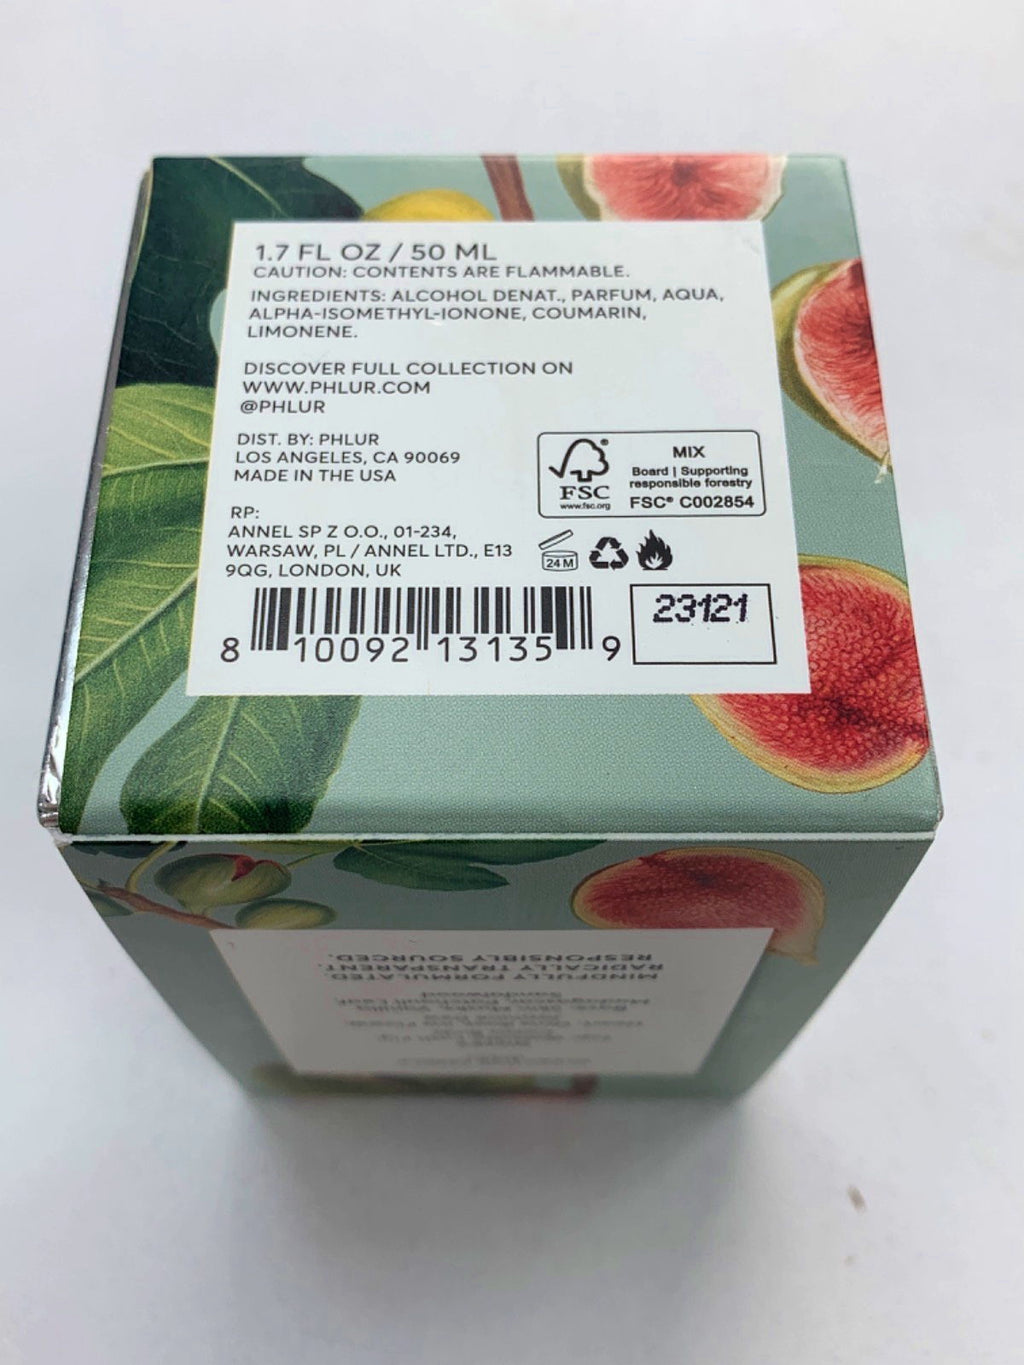 1.7 FL OZ / 50 ML
CAUTION: CONTENTS ARE FLAMMABLE.
INGREDIENTS: ALCOHOL DENAT., PARFUM, AQUA,
ALPHA-ISOMETHYL-IONONE, COUMARIN,
LIMONENE.
DISCOVER FULL COLLECTION ON
WWW.PHLUR.COM
@PHLUR
DIST. BY: PHLUR
LOS ANGELES, CA 90069
MADE IN THE USA
RP:
ANNEL SP Z O.O., 01-234,
WARSAW, PL / ANNEL LTD., E13
9QG, LONDON, UK
FSC
www.fsc.org
MIX
Board | Supporting
responsible forestry
FSC® C002854
24 M
8 10092 13135 9
23121
MINDFULLY FORMULATED.
RADICALLY TRANSPARENT.
RESPONSIBLY SOURCED.
Sandalwood